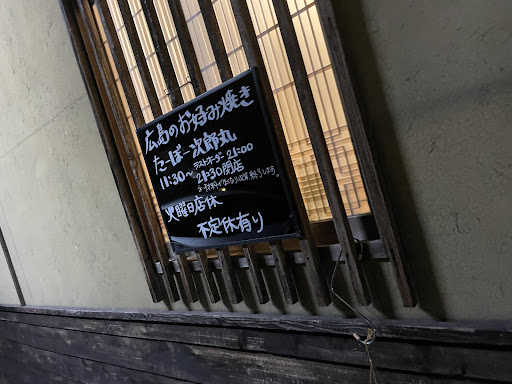 広島のお好み焼き
たーぼー次郎丸
ラストオーダー 21:00
11:30～21:30閉店
火曜日店休
不定休有り